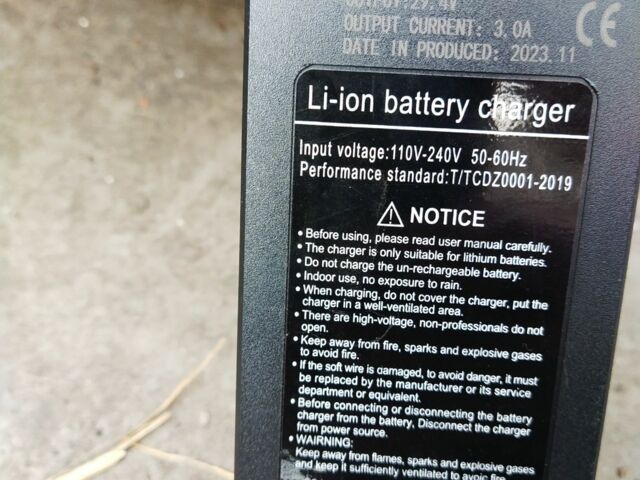 OUTPUT:29.4V
OUTPUT CURRENT: 3.0A
DATE IN PRODUCED: 2023.11
CE
Li-ion battery charger
Input voltage:110V-240V 50-60Hz
Performance standard:T/TCDZ0001-2019
NOTICE
• Before using, please read user manual carefully.
• The charger is only suitable for lithium batteries.
• Do not charge the un-rechargeable battery.
• Indoor use, no exposure to rain.
• When charging, do not cover the charger, put the
charger in a well-ventilated area.
• There are high-voltage, non-professionals do not
open.
• Keep away from fire, sparks and explosive gases
to avoid fire.
• If the soft wire is damaged, to avoid danger, it must
be replaced by the manufacturer or its service
department or equivalent.
• Before connecting or disconnecting the battery
charger from the battery, Disconnect the charger
from power source.
• WAIRNING:
Keep away from flames, sparks and explosive gases
and keep it sufficiently ventilated to avoid fire